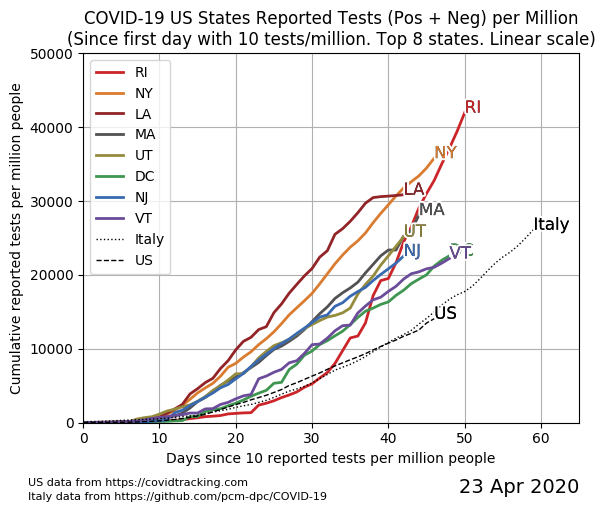 COVID-19 US States Reported Tests (Pos + Neg) per Million
(Since first day with 10 tests/million. Top 8 states. Linear scale)
50000
40000
30000
20000
10000
0
Cumulative reported tests per million people
RI
NY
LA
MA
UT
DC
NJ
VT
Italy
US
RI
NY
LA
MA
UT
NJ
DC
VT
Italy
US
0 10 20 30 40 50 60
Days since 10 reported tests per million people
US data from https://covidtracking.com
Italy data from https://github.com/pcm-dpc/COVID-19
23 Apr 2020